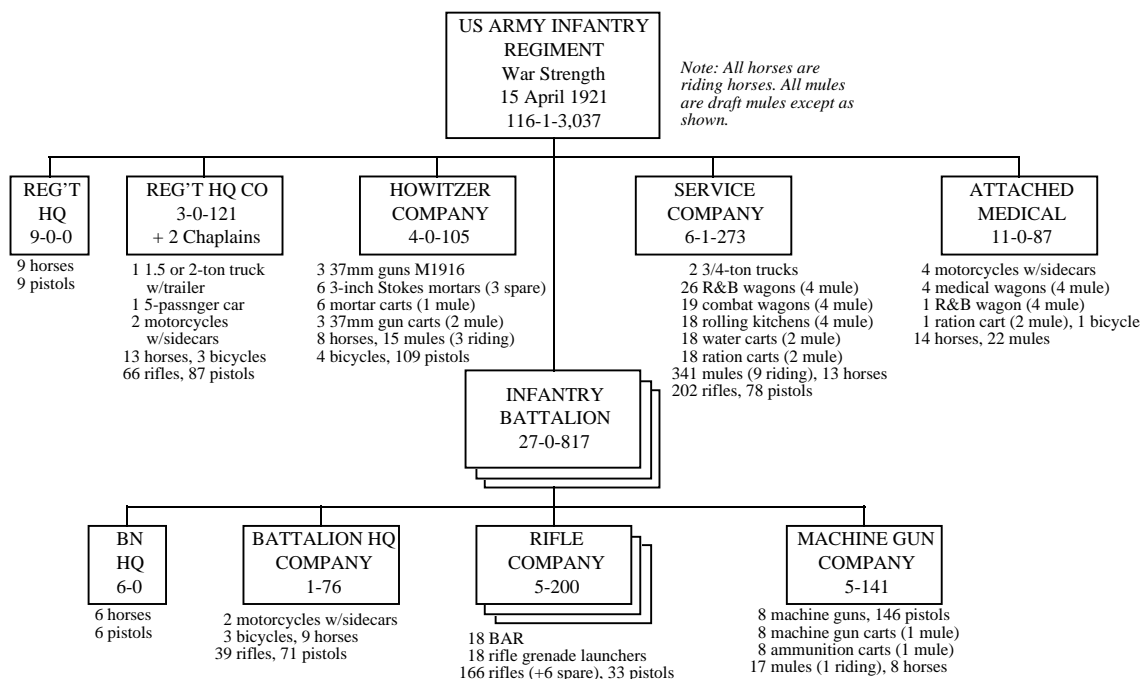 US ARMY INFANTRY
REGIMENT
War Strength
15 April 1921
116-1-3,037
Note: All horses are
riding horses. All mules
are draft mules except as
shown.
REG'T
HQ
9-0-0
9 horses
9 pistols
REG'T HQ CO
3-0-121
+ 2 Chaplains
1 1.5 or 2-ton truck
w/trailer
1 5-passnger car
2 motorcycles
w/sidecars
13 horses, 3 bicycles
66 rifles, 87 pistols
HOWITZER
COMPANY
4-0-105
3 37mm guns M1916
6 3-inch Stokes mortars (3 spare)
6 mortar carts (1 mule)
3 37mm gun carts (2 mule)
8 horses, 15 mules (3 riding)
4 bicycles, 109 pistols
SERVICE
COMPANY
6-1-273
2 3/4-ton trucks
26 R&B wagons (4 mule)
19 combat wagons (4 mule)
18 rolling kitchens (4 mule)
18 water carts (2 mule)
18 ration carts (2 mule)
341 mules (9 riding), 13 horses
202 rifles, 78 pistols
ATTACHED
MEDICAL
11-0-87
4 motorcycles w/sidecars
4 medical wagons (4 mule)
1 R&B wagon (4 mule)
1 ration cart (2 mule), 1 bicycle
14 horses, 22 mules
INFANTRY
BATTALION
27-0-817
BN
HQ
6-0
6 horses
6 pistols
BATTALION HQ
COMPANY
1-76
2 motorcycles w/sidecars
3 bicycles, 9 horses
39 rifles, 71 pistols
RIFLE
COMPANY
5-200
18 BAR
18 rifle grenade launchers
166 rifles (+6 spare), 33 pistols
MACHINE GUN
COMPANY
5-141
8 machine guns, 146 pistols
8 machine gun carts (1 mule)
8 ammunition carts (1 mule)
17 mules (1 riding), 8 horses